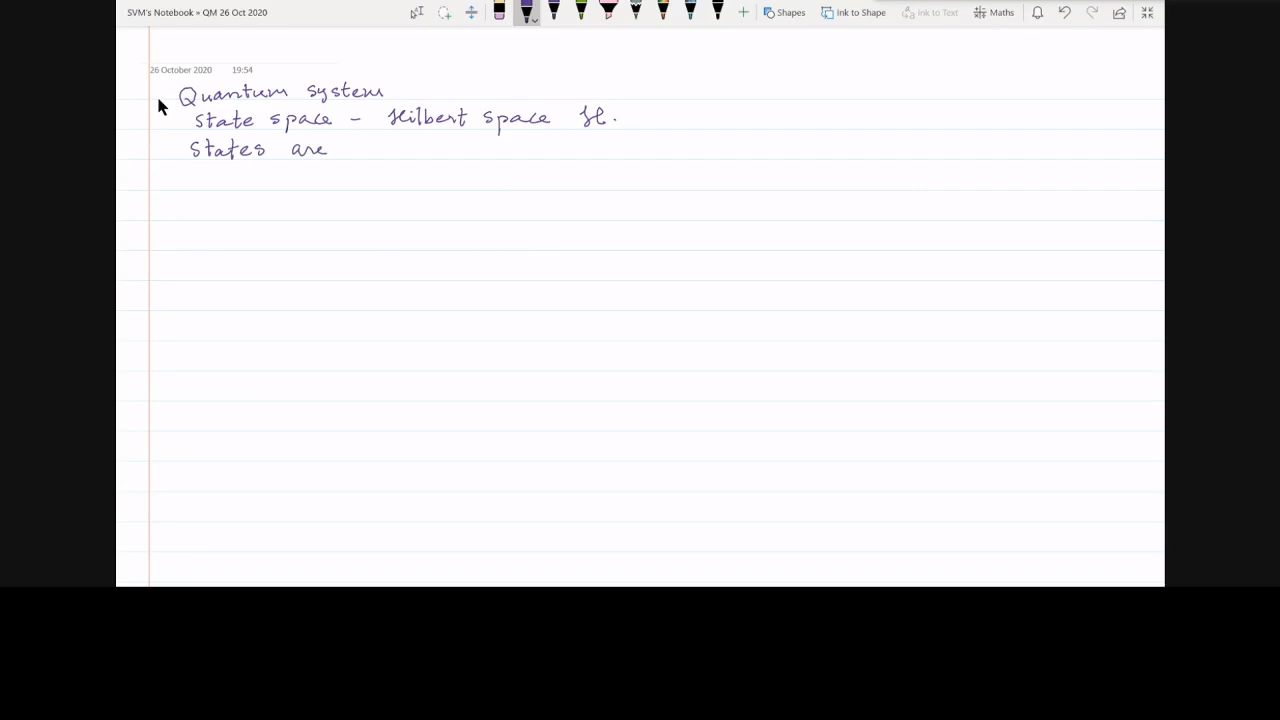 SVM's Notebook » QM 26 Oct 2020
Shapes Ink to Shape Ink to Text Maths
26 October 2020 19:54
Quantum system
State space - Hilbert space H.
States are